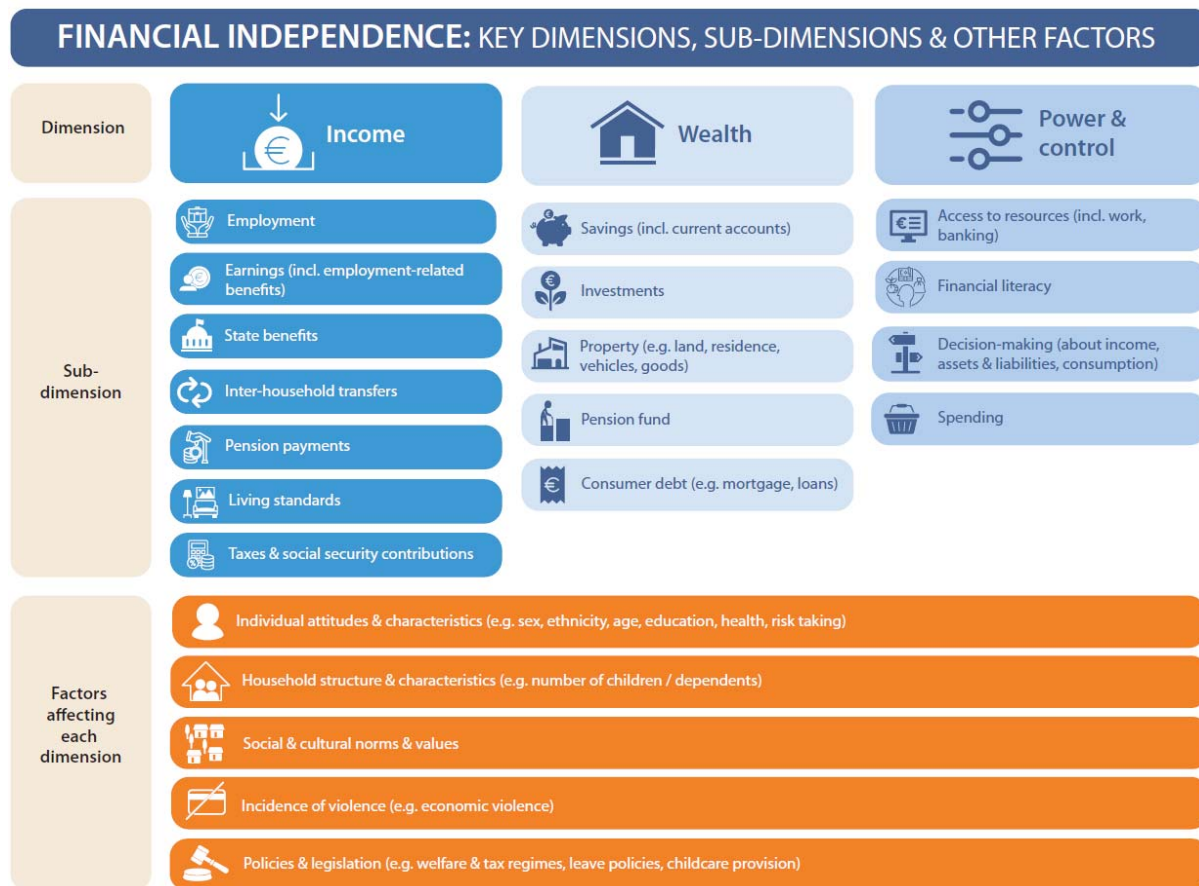 FINANCIAL INDEPENDENCE: KEY DIMENSIONS, SUB-DIMENSIONS & OTHER FACTORS
Dimension
Income
Wealth
Power &
control
Sub-
dimension
Employment
Earnings (incl. employment-related
benefits)
State benefits
Inter-household transfers
Pension payments
Living standards
Taxes & social security contributions
Savings (incl. current accounts)
Investments
Property (e.g. land, residence,
vehicles, goods)
Pension fund
Consumer debt (e.g. mortgage, loans)
Access to resources (incl. work,
banking)
Financial literacy
Decision-making (about income,
assets & liabilities, consumption)
Spending
Factors
affecting
each
dimension
Individual attitudes & characteristics (e.g. sex, ethnicity, age, education, health, risk taking)
Household structure & characteristics (e.g. number of children / dependents)
Social & cultural norms & values
Incidence of violence (e.g. economic violence)
Policies & legislation (e.g. welfare & tax regimes, leave policies, childcare provision)